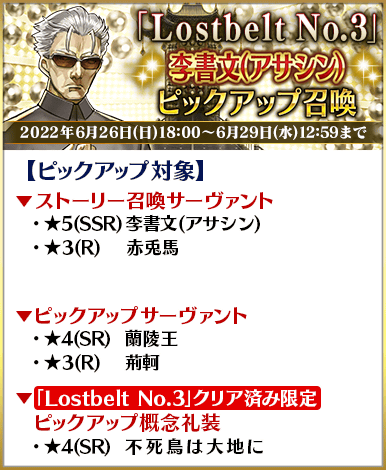 「Lostbelt No.3」
李書文(アサシン)
ピックアップ召喚
2022年6月26日(日)18:00～6月29日(水)12:59まで
【ピックアップ対象】
▼ストーリー召喚サーヴァント
・★5(SSR) 李書文(アサシン)
・★3(R) 赤兎馬
▼ピックアップサーヴァント
・★4(SR) 蘭陵王
・★3(R) 荊軻
▼「Lostbelt No.3」クリア済み限定
ピックアップ概念礼装
・★4(SR) 不死鳥は大地に